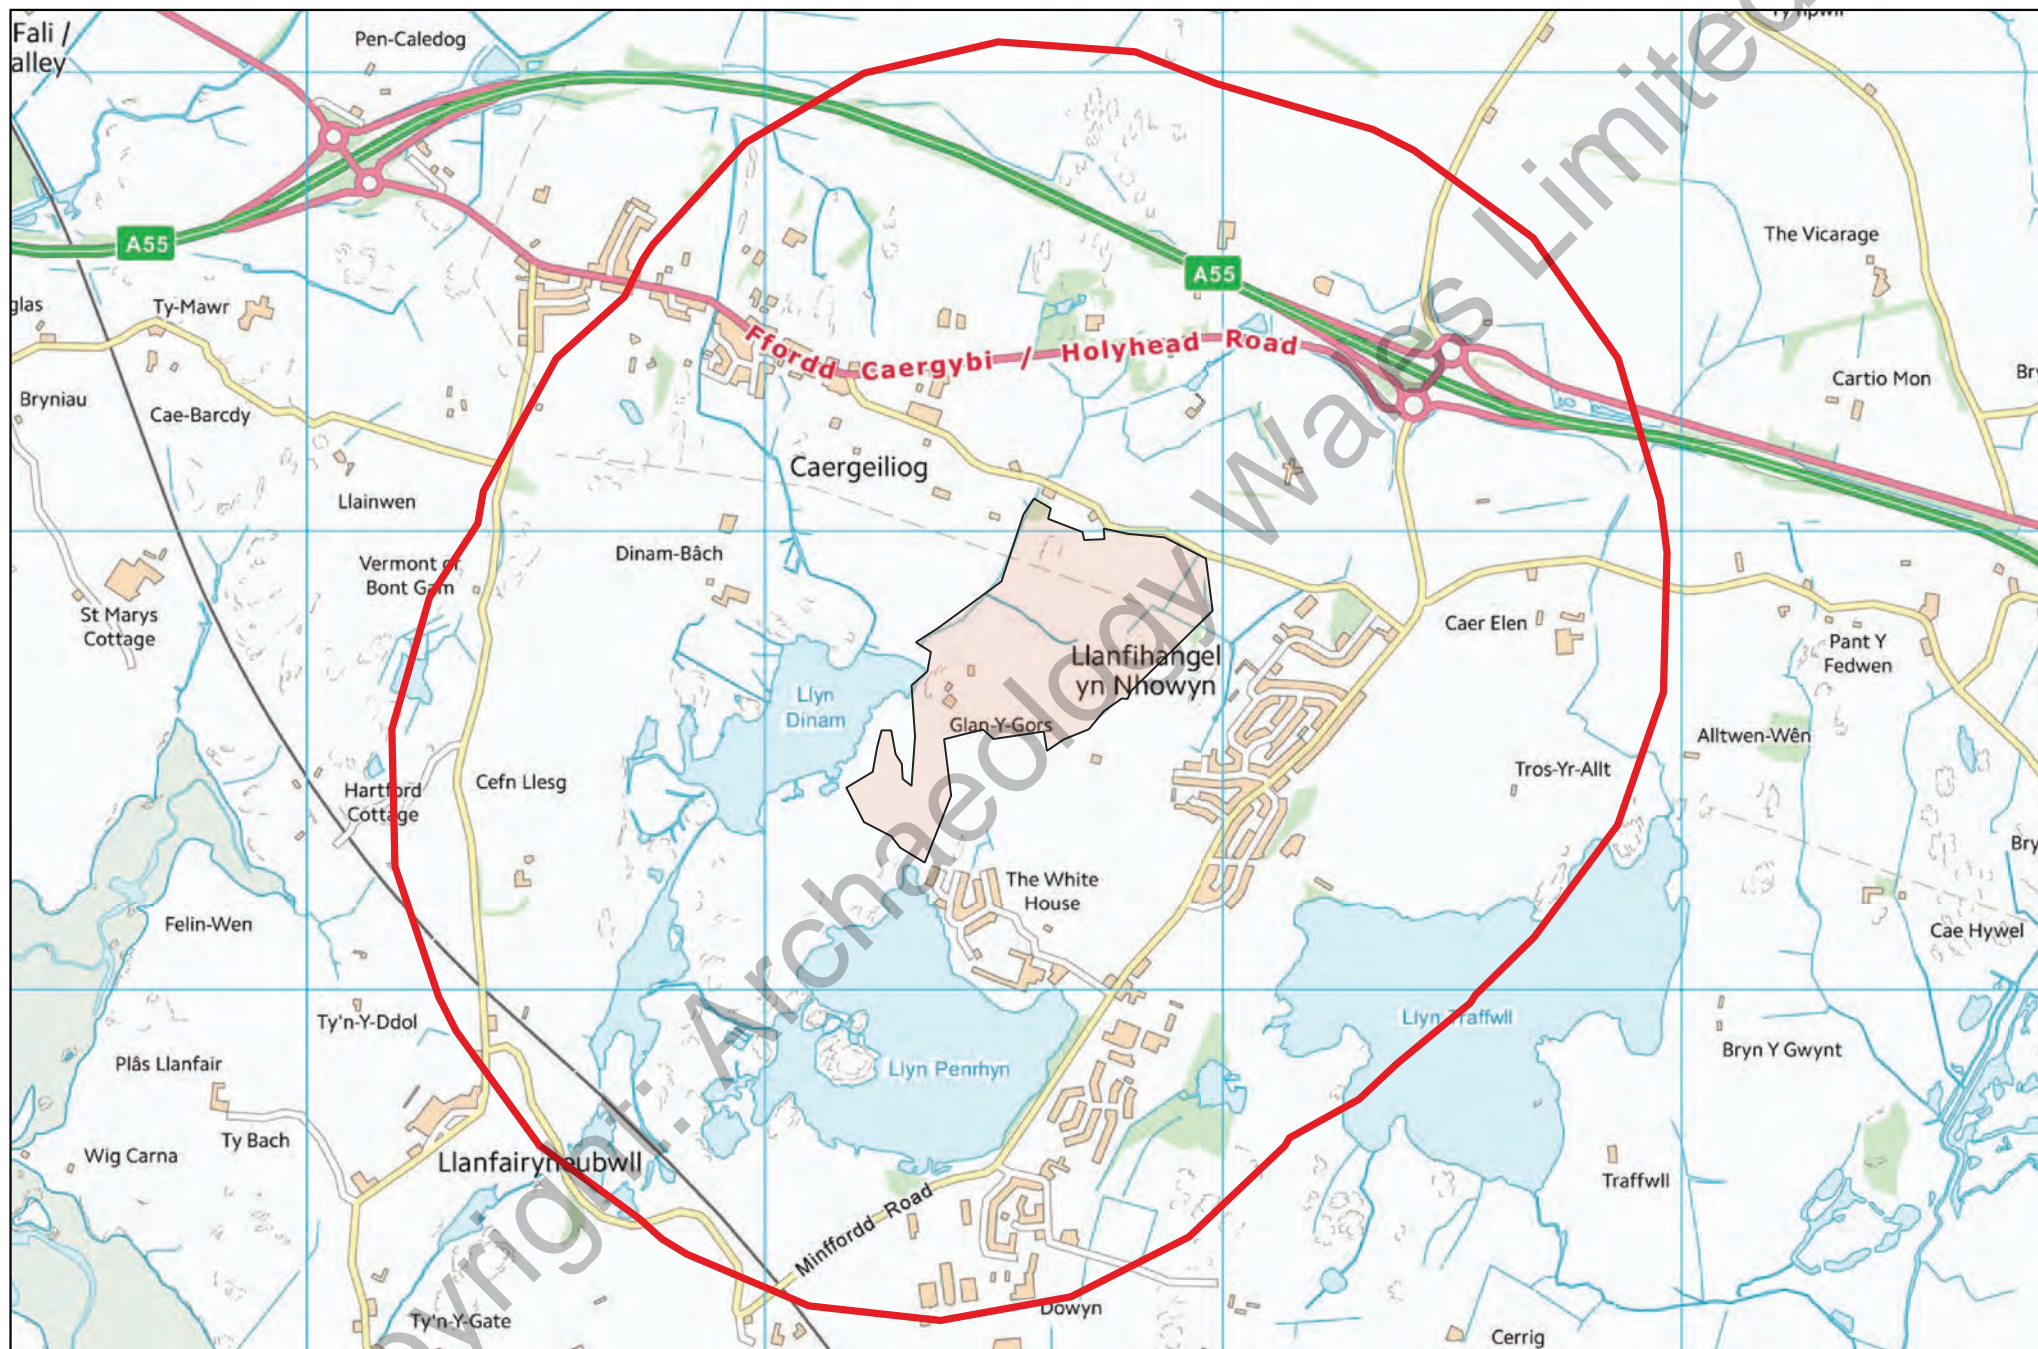 Fali /
alley
Pen-Caledog
A55
Ty-Mawr
glas
Bryniau
Cae-Barcdy
Llainwen
Ffordd Caergybi / Holyhead Road
A55
The Vicarage
Cartio Mon
Caergeiliog
Vermont or
Bont Gam
Dinam-Bâch
St Marys
Cottage
Caer Elen
Pant Y
Fedwen
Llanfihangel
yn Nhowyn
Llyn
Dinam
Glan-Y-Gors
Alltwen-Wên
Tros-Yr-Allt
Cefn Llesg
Hartford
Cottage
The White
House
Felin-Wen
Cae Hywel
Ty'n-Y-Ddol
Llyn Traffwll
Plâs Llanfair
Llyn Penrhyn
Bryn Y Gwynt
Ty Bach
Wig Carna
Llanfairyneubwll
Traffwll
Minffordd Road
Ty'n-Y-Gate
Dowyn
Cerrig
Bry
Bry
yright: Archaeology Wales Limited